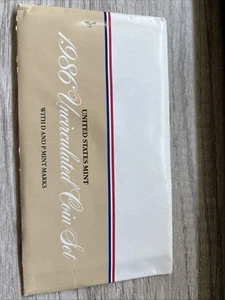 UNITED STATES MINT
1986 Uncirculated Coin Set
WITH D AND P MINT MARKS